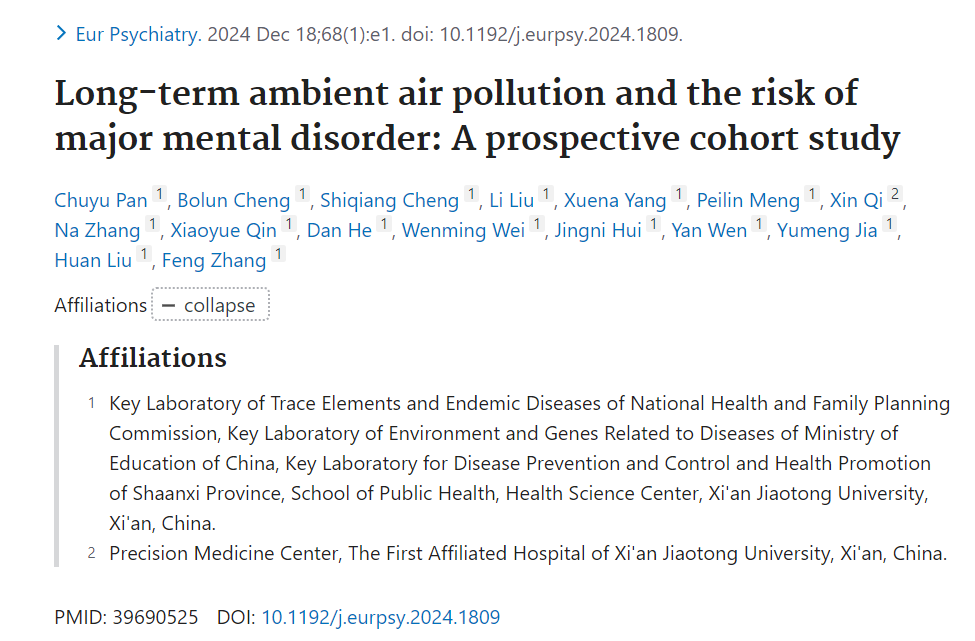 Eur Psychiatry. 2024 Dec 18;68(1):e1. doi: 10.1192/j.eurpsy.2024.1809.
Long-term ambient air pollution and the risk of
major mental disorder: A prospective cohort study
Chuyu Pan 1, Bolun Cheng 1, Shiqiang Cheng 1, Li Liu 1, Xuena Yang 1, Peilin Meng 1, Xin Qi 2,
Na Zhang 1, Xiaoyue Qin 1, Dan He 1, Wenming Wei 1, Jingni Hui 1, Yan Wen 1, Yumeng Jia 1,
Huan Liu 1, Feng Zhang 1
Affiliations — collapse
Affiliations
1 Key Laboratory of Trace Elements and Endemic Diseases of National Health and Family Planning
Commission, Key Laboratory of Environment and Genes Related to Diseases of Ministry of
Education of China, Key Laboratory for Disease Prevention and Control and Health Promotion
of Shaanxi Province, School of Public Health, Health Science Center, Xi'an Jiaotong University,
Xi'an, China.
2 Precision Medicine Center, The First Affiliated Hospital of Xi'an Jiaotong University, Xi'an, China.
PMID: 39690525 DOI: 10.1192/j.eurpsy.2024.1809